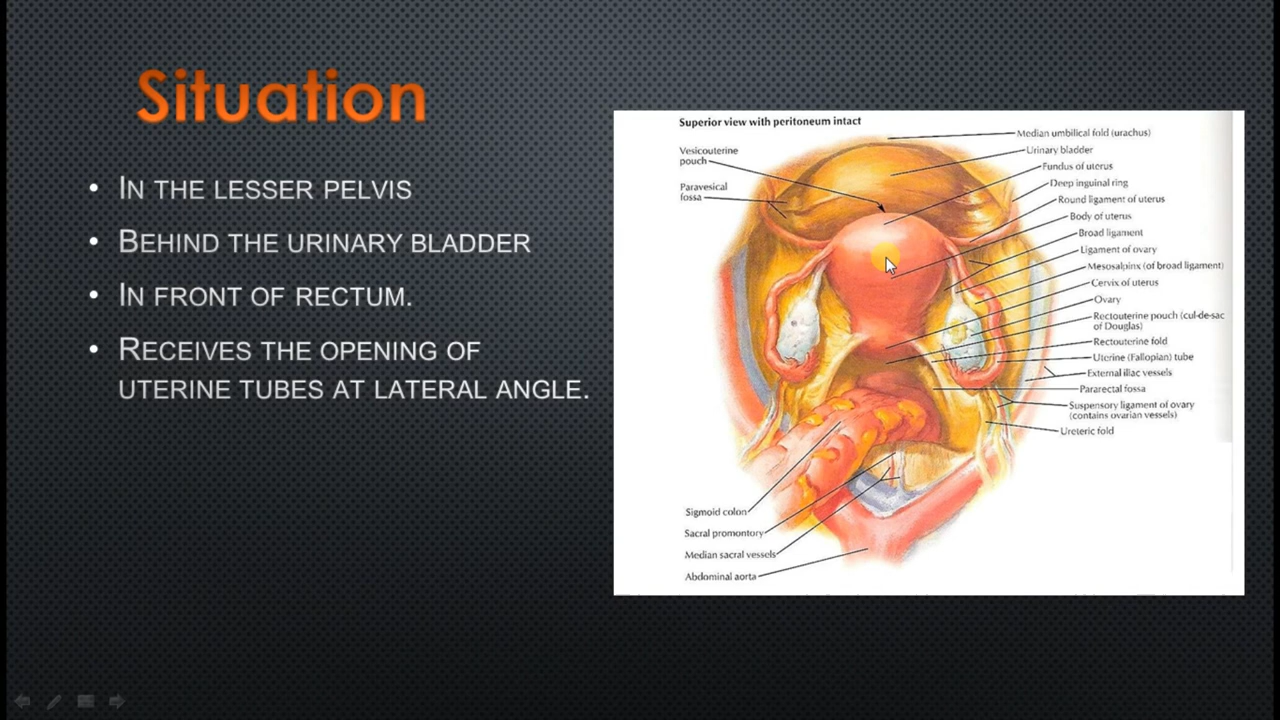 Situation
• IN THE LESSER PELVIS
• BEHIND THE URINARY BLADDER
• IN FRONT OF RECTUM.
• RECEIVES THE OPENING OF
UTERINE TUBES AT LATERAL ANGLE.
Superior view with peritoneum intact
Vesicouterine
pouch
Paravesical
fossa
Median umbilical fold (urachus)
Urinary bladder
Fundus of uterus
Deep inguinal ring
Round ligament of uterus
Body of uterus
Broad ligament
Ligament of ovary
Mesosalpinx (of broad ligament)
Cervix of uterus
Ovary
Rectouterine pouch (cul-de-sac
of Douglas)
Rectouterine fold
Uterine (Fallopian) tube
External iliac vessels
Pararectal fossa
Suspensory ligament of ovary
(contains ovarian vessels)
Ureteric fold
Sigmoid colon
Sacral promontory
Median sacral vessels
Abdominal aorta